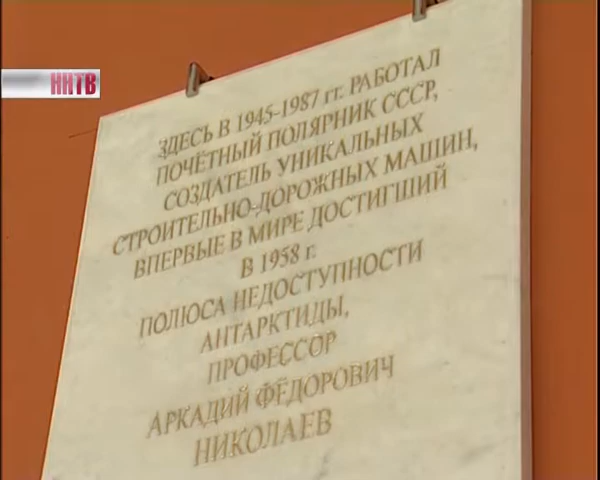 ННТВ
ЗДЕСЬ В 1945-1987 гг. РАБОТАЛ
ПОЧЁТНЫЙ ПОЛЯРНИК СССР,
СОЗДАТЕЛЬ УНИКАЛЬНЫХ
СТРОИТЕЛЬНО-ДОРОЖНЫХ МАШИН,
ВПЕРВЫЕ В МИРЕ ДОСТИГШИЙ
В 1958 г.
ПОЛЮСА НЕДОСТУПНОСТИ
АНТАРКТИДЫ,
ПРОФЕССОР
АРКАДИЙ ФЁДОРОВИЧ
НИКОЛАЕВ